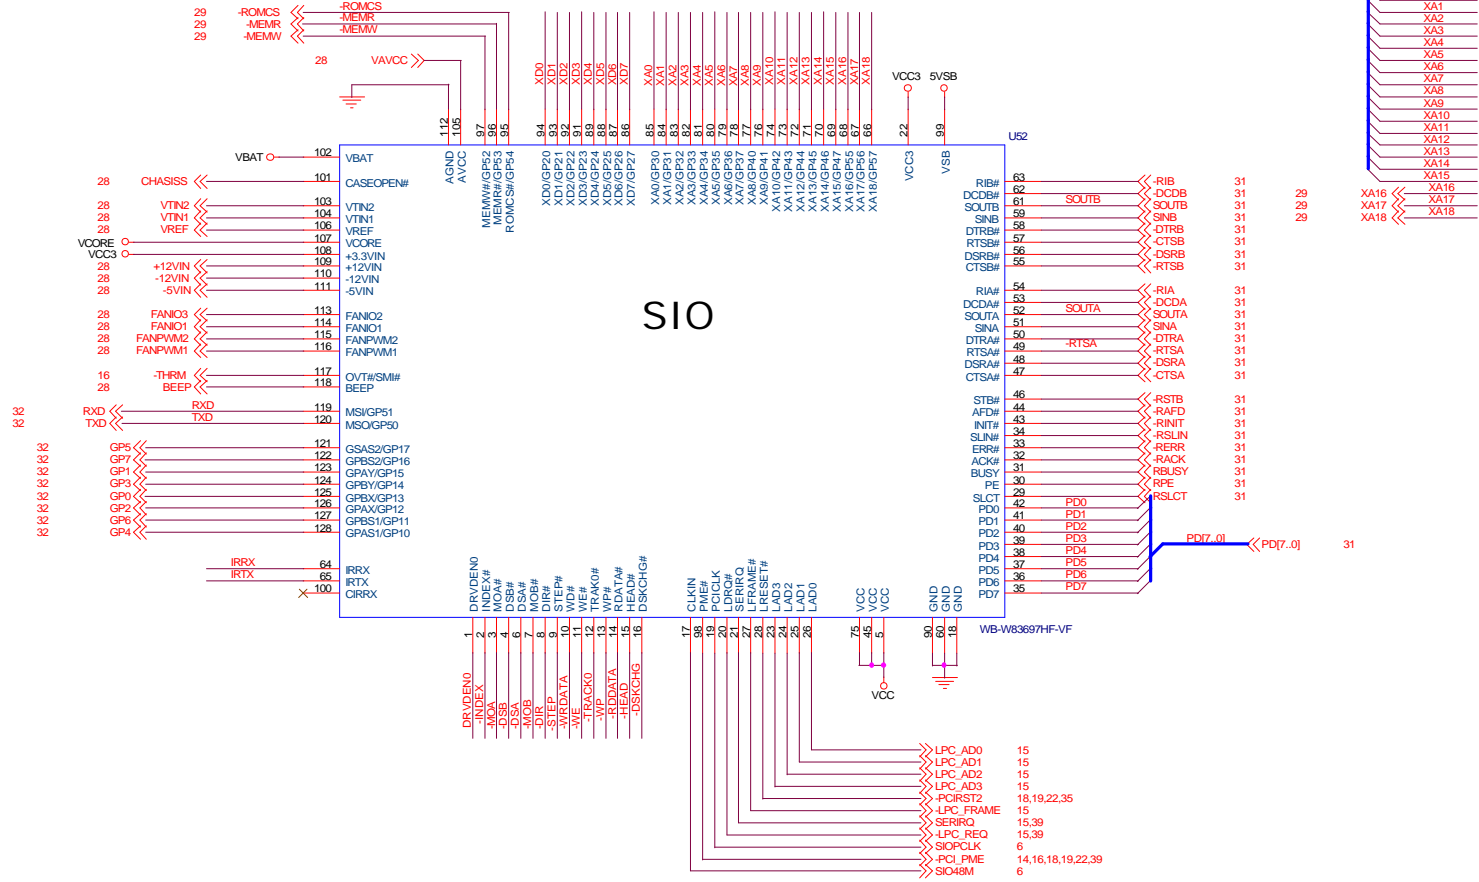 29 -ROMCS -ROMCS
29 -MEMR -MEMR
29 -MEMW -MEMW
28 VAVCC
XD0
XD1
XD2
XD3
XD4
XD5
XD6
XD7
XA0
XA1
XA2
XA3
XA4
XA5
XA6
XA7
XA8
XA9
XA10
XA11
XA12
XA13
XA14
XA15
XA16
XA17
XA18
VCC3 5VSB
112
105
97
96
95
94
93
92
91
89
88
87
86
85
84
83
82
81
80
79
78
77
76
74
73
72
71
70
69
68
67
66
22
99
U52
AGND
AVCC
MEMW#/GP52
MEMR#/GP53
ROMCS#/GP54
XD0/GP20
XD1/GP21
XD2/GP22
XD3/GP23
XD4/GP24
XD5/GP25
XD6/GP26
XD7/GP27
XA0/GP30
XA1/GP31
XA2/GP32
XA3/GP33
XA4/GP34
XA5/GP35
XA6/GP36
XA7/GP37
XA8/GP40
XA9/GP41
XA10/GP42
XA11/GP43
XA12/GP44
XA13/GP45
XA14/GP46
XA15/GP47
XA16/GP55
XA17/GP56
XA18/GP57
VCC3
VSB
VBAT 102 VBAT
28 CHASISS 101 CASEOPEN#
28 VTIN2 103 VTIN2
28 VTIN1 104 VTIN1
28 VREF 106 VREF
VCORE 107 VCORE
VCC3 108 +3.3VIN
28 +12VIN 109 +12VIN
28 -12VIN 110 -12VIN
28 -5VIN 111 -5VIN
28 FANIO3 113 FANIO2
28 FANIO1 114 FANIO1
28 FANPWM2 115 FANPWM2
28 FANPWM1 116 FANPWM1
16 -THRM 117 OVT#/SMI#
28 BEEP 118 BEEP
32 RXD RXD 119 MSI/GP51
32 TXD TXD 120 MSO/GP50
32 GP5 121 GSAS2/GP17
32 GP7 122 GPBS2/GP16
32 GP1 123 GPAY/GP15
32 GP3 124 GPBY/GP14
32 GP0 125 GPBX/GP13
32 GP2 126 GPAX/GP12
32 GP6 127 GPBS1/GP11
32 GP4 128 GPAS1/GP10
IRRX 64 IRRX
IRTX 65 IRTX
100 CIRRX
SIO
RIB# 63 -RIB 31
DCDB# 62 -DCDB 31
SOUTB 61 SOUTB SOUTB 31
SINB 59 SINB 31
DTRB# 58 -DTRB 31
RTSB# 57 -CTSB 31
DSRB# 56 -DSRB 31
CTSB# 55 -RTSB 31
RIA# 54 -RIA 31
DCDA# 53 -DCDA 31
SOUTA 52 SOUTA SOUTA 31
SINA 51 SINA 31
DTRA# 50 -DTRA 31
RTSA# 49 -RTSA -RTSA 31
DSRA# 48 -DSRA 31
CTSA# 47 -CTSA 31
STB# 46 -RSTB 31
AFD# 44 -RAFD 31
INIT# 43 -RINIT 31
SLIN# 34 -RSLIN 31
ERR# 33 -RERR 31
ACK# 32 -RACK 31
BUSY 31 RBUSY 31
PE 30 RPE 31
SLCT 29 RSLCT 31
PD0 42 PD0
PD1 41 PD1
PD2 40 PD2
PD3 39 PD3 PD[7..0] PD[7..0] 31
PD4 38 PD4
PD5 37 PD5
PD6 36 PD6
PD7 35 PD7
XA1
XA2
XA3
XA4
XA5
XA6
XA7
XA8
XA9
XA10
XA11
XA12
XA13
XA14
XA15
29 XA16 XA16
29 XA17 XA17
29 XA18 XA18
DRVDEN0
INDEX#
MOA#
DSB#
DSA#
MOB#
DIR#
STEP#
WD#
WE#
TRAK0#
WP#
RDATA#
HEAD#
DSKCHG#
CLKIN
PME#
PCICLK
LDRQ#
SERIRQ
LFRAME#
LRESET#
LAD3
LAD2
LAD1
LAD0
VCC
VCC
VCC
GND
GND
GND
WB-W83697HF-VF
1
2
3
4
6
7
8
9
10
11
12
13
14
15
16
17
98
19
20
21
27
28
23
24
25
26
75
45
5
90
60
18
DRVDEN0
-INDEX
-MOA
-DSB
-DSA
-MOB
-DIR
-STEP
-WRDATA
-WE
-TRACK0
-WP
-RDDATA
-HEAD
-DSKCHG
VCC
LPC_AD0 15
LPC_AD1 15
LPC_AD2 15
LPC_AD3 15
-PCIRST2 18,19,22,35
-LPC_FRAME 15
SERIRQ 15,39
-LPC_REQ 15,39
SIOPCLK 6
-PCI_PME 14,16,18,19,22,39
SIO48M 6